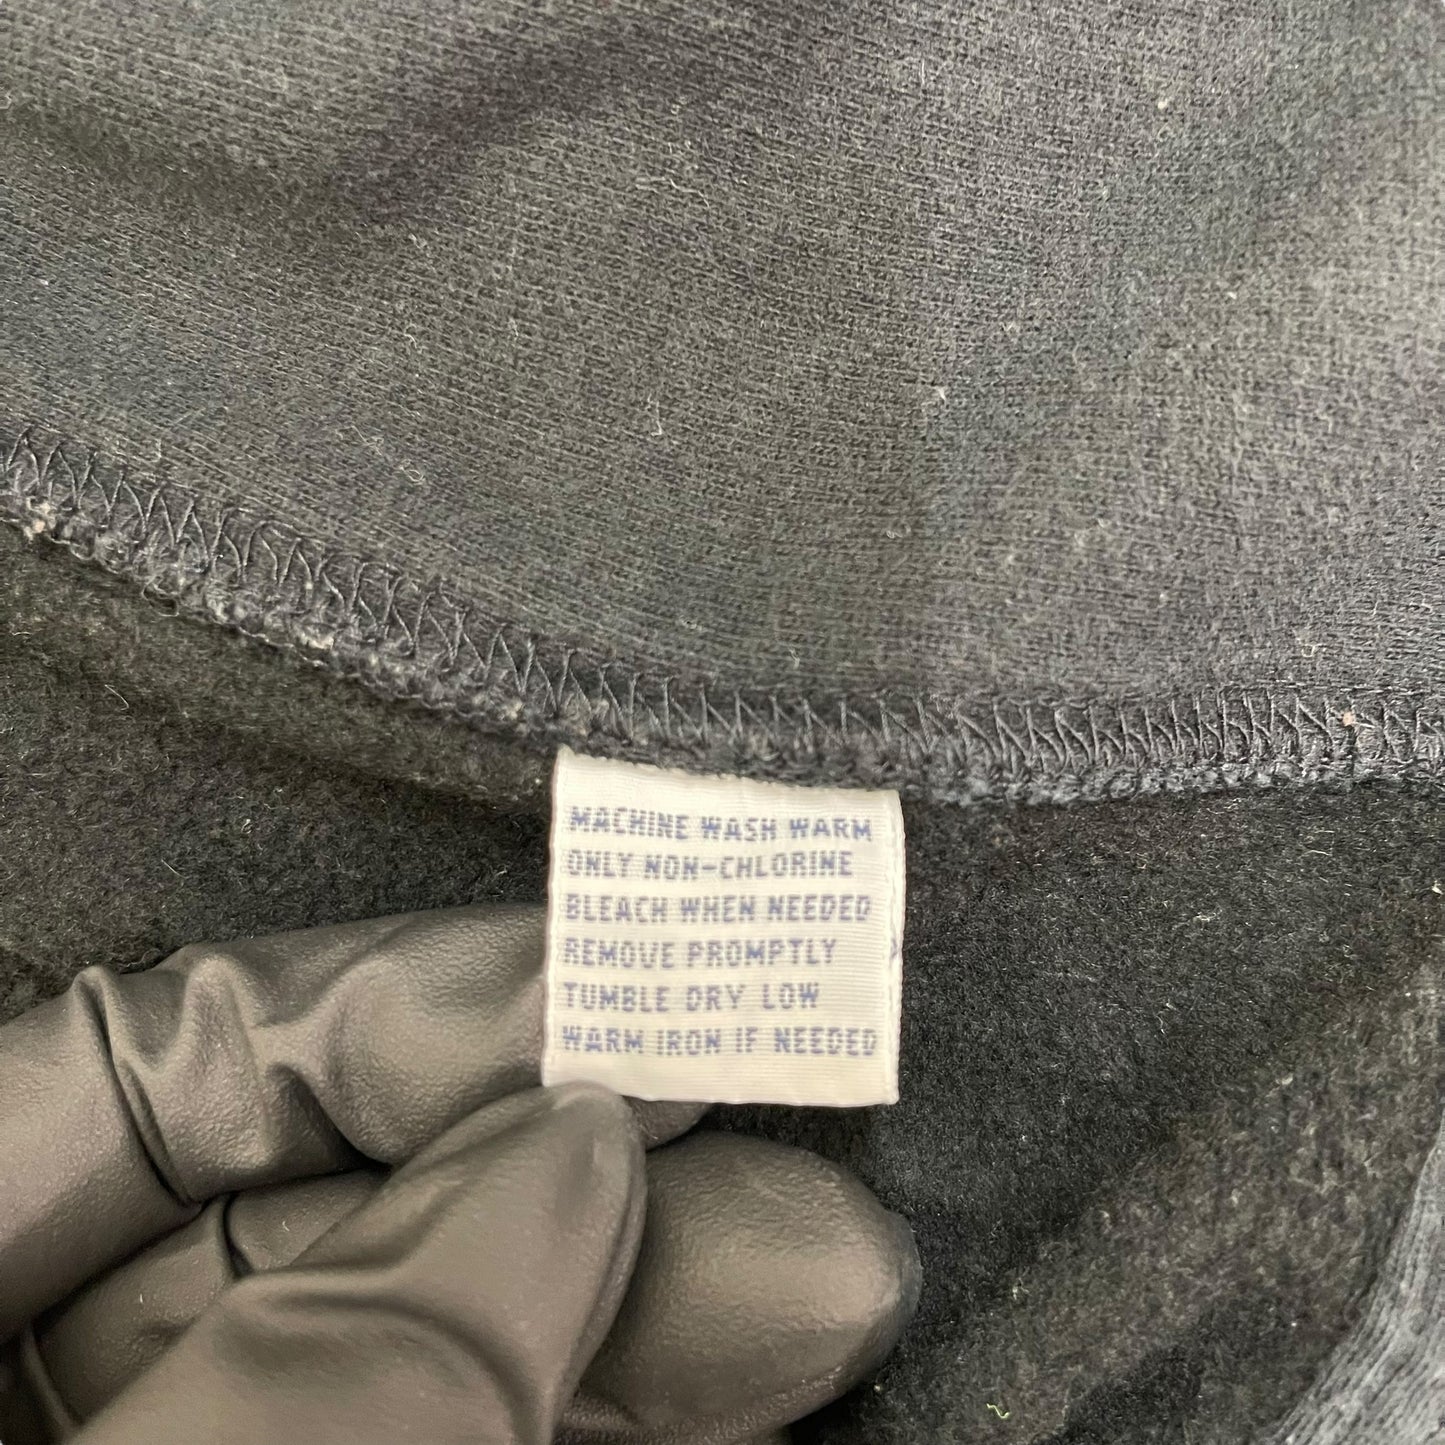 MACHINE WASH WARM
ONLY NON-CHLORINE
BLEACH WHEN NEEDED
REMOVE PROMPTLY
TUMBLE DRY LOW
WARM IRON IF NEEDED